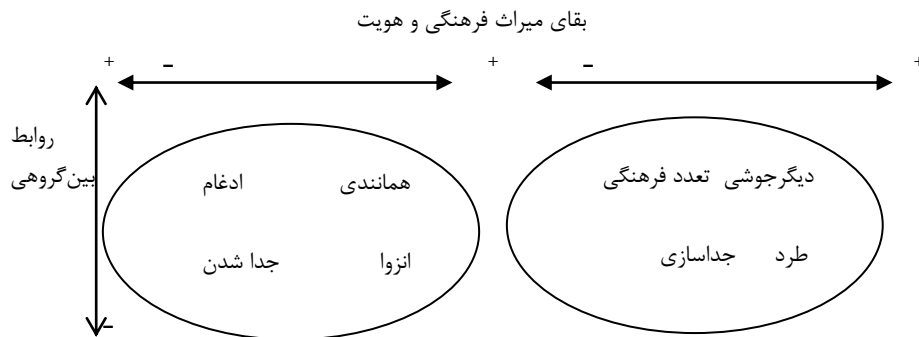 بقای میراث فرهنگی و هویت
+ − + − +
روابط
بین‌گروهی
دیگرجوشی تعدد فرهنگی
همانندی ادغام
طرد جداسازی
انزوا جدا شدن
−